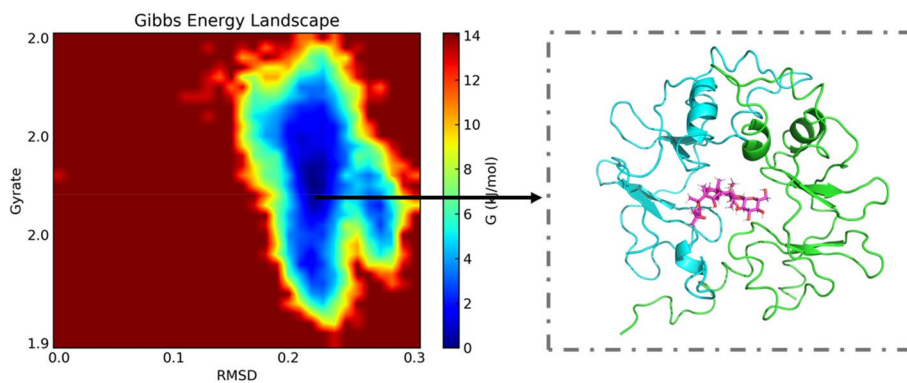 Gibbs Energy Landscape
2.0
2.0
2.0
1.9
Gyrate
0.0 0.1 0.2 0.3
RMSD
14
12
10
8
6
4
2
0
G (kJ/mol)